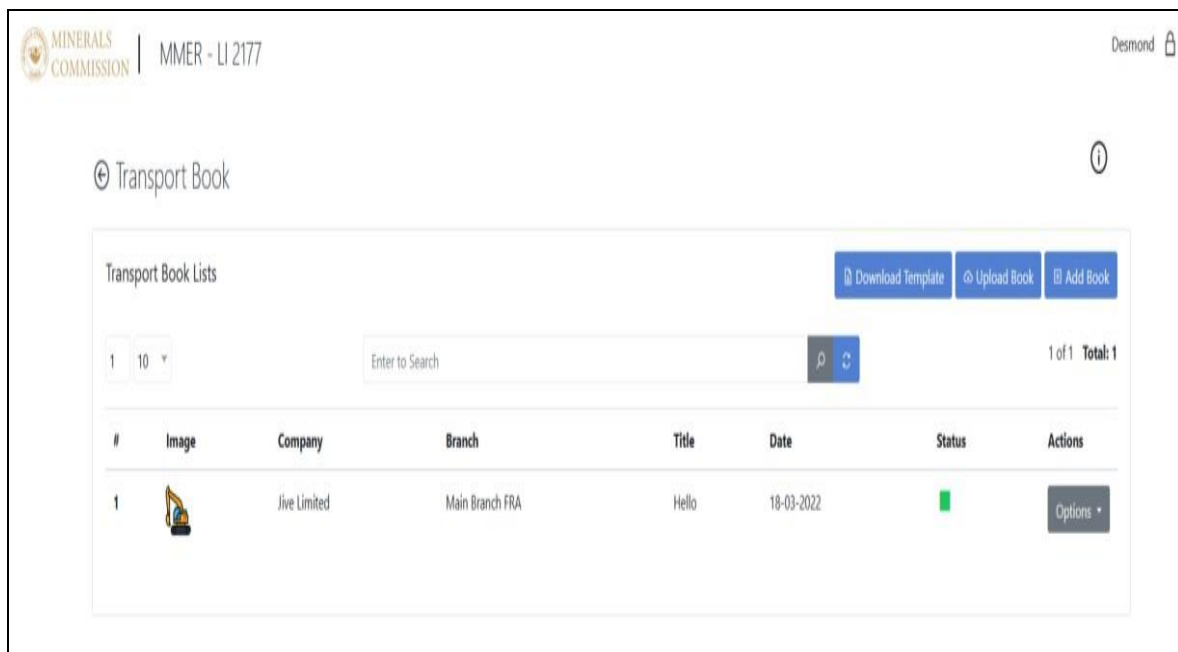 MINERALS
COMMISSION
MMER - LI 2177
Desmond
Transport Book
Transport Book Lists
Download Template
Upload Book
Add Book
1
10
Enter to Search
1 of 1 Total: 1
# Image Company Branch Title Date Status Actions
1 Jive Limited Main Branch FRA Hello 18-03-2022 Options